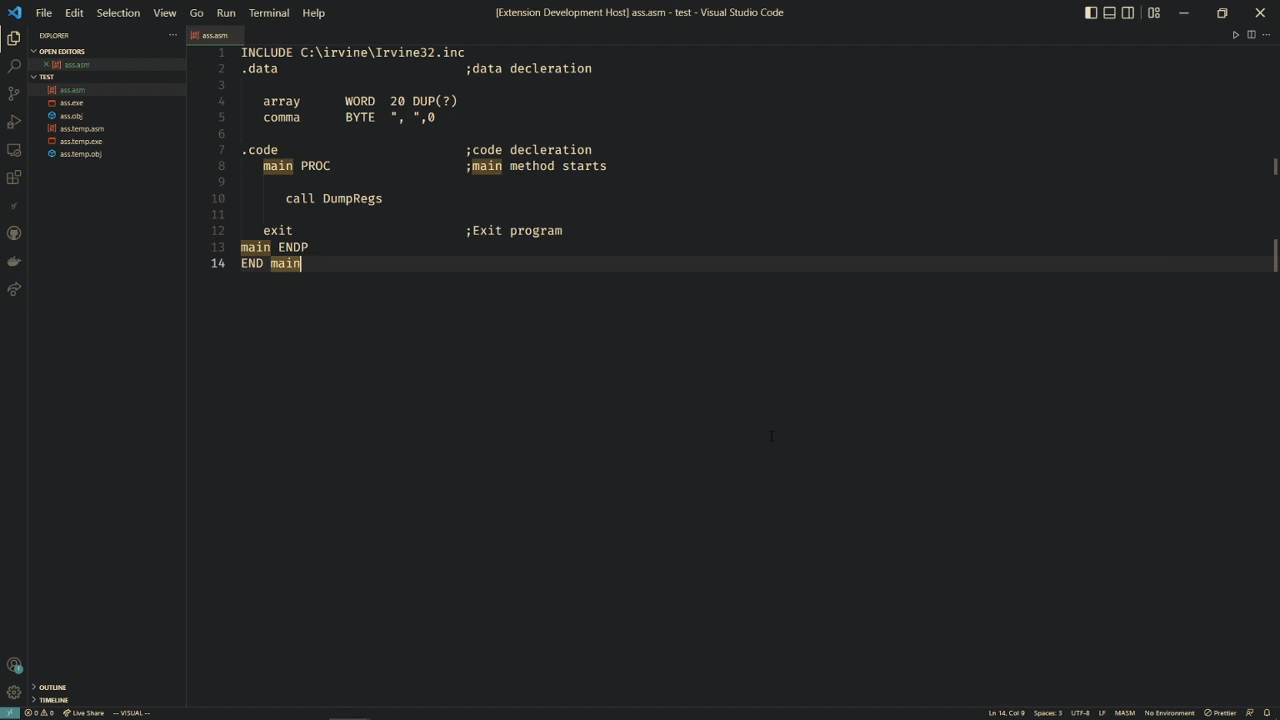 File Edit Selection View Go Run Terminal Help
[Extension Development Host] ass.asm - test - Visual Studio Code
EXPLORER
OPEN EDITORS
ass.asm
TEST
ass.asm
ass.exe
ass.obj
ass.temp.asm
ass.temp.exe
ass.temp.obj
OUTLINE
TIMELINE
ass.asm
1 INCLUDE C:\irvine\Irvine32.inc
2 .data ;data decleration
3
4 array WORD 20 DUP(?)
5 comma BYTE ", ",0
6
7 .code ;code decleration
8 main PROC ;main method starts
9
10 call DumpRegs
11
12 exit ;Exit program
13 main ENDP
14 END main
0 0 Live Share -- VISUAL --
Ln 14, Col 9 Spaces: 3 UTF-8 LF MASM No Environment Prettier